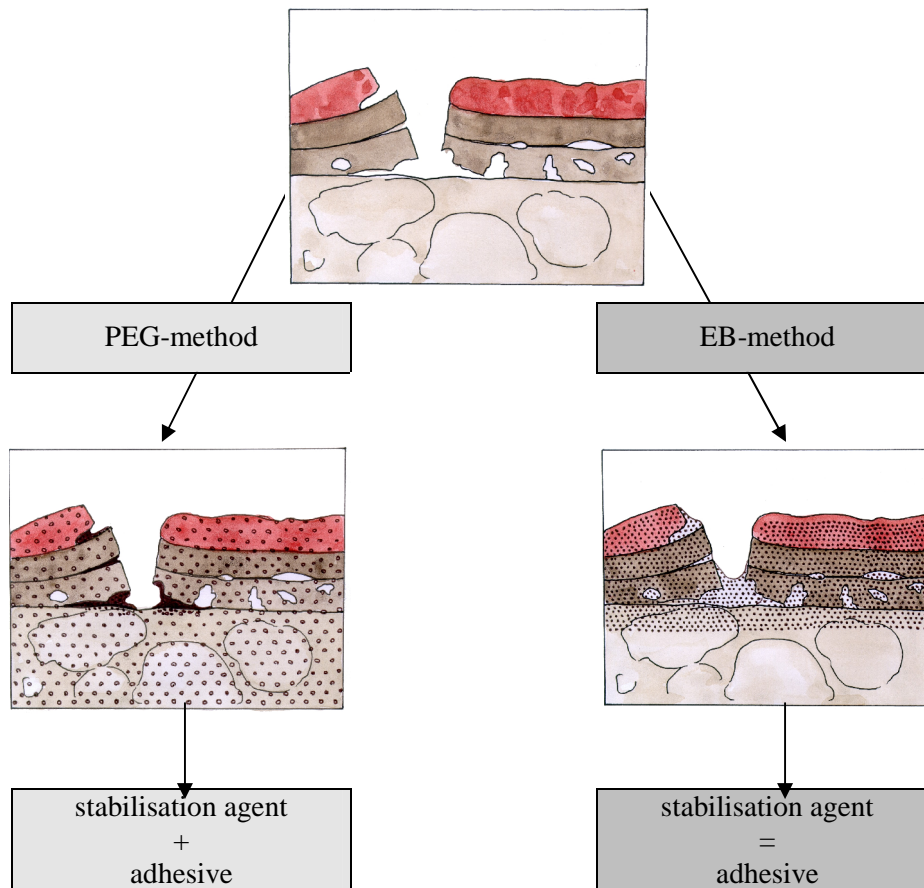 PEG-method
EB-method
stabilisation agent
+
adhesive
stabilisation agent
=
adhesive